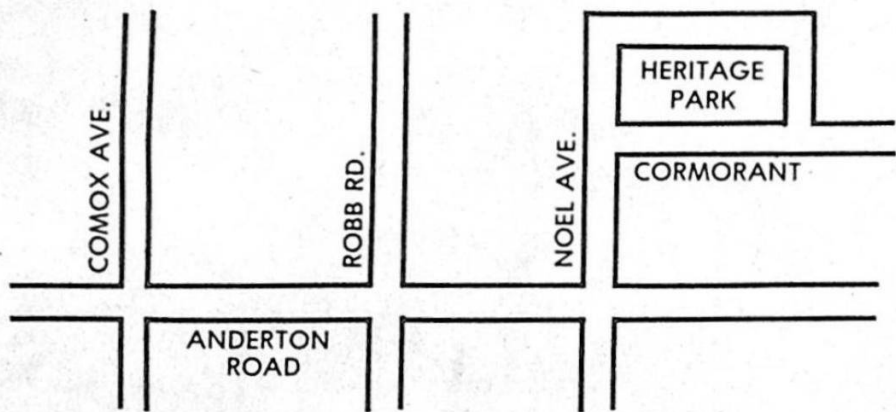 HERITAGE
PARK
COMOX AVE.
ROBB RD.
NOEL AVE.
CORMORANT
ANDERTON
ROAD